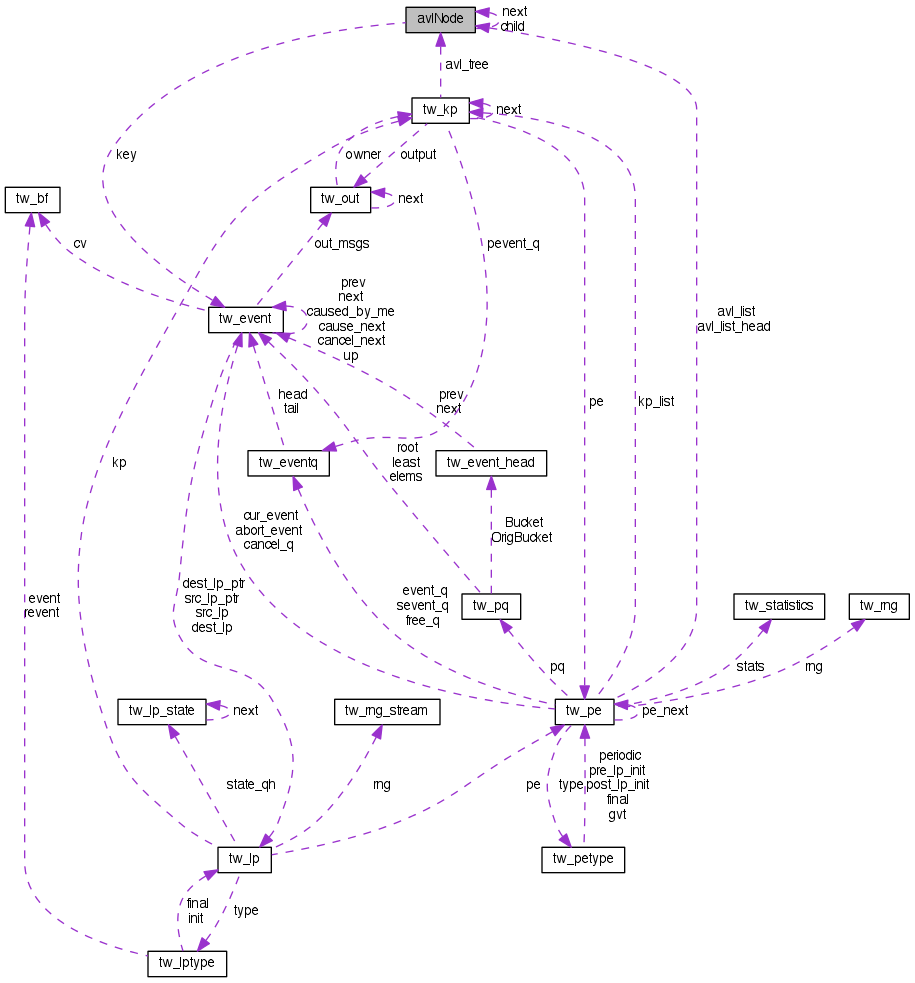 avlNode
next
child
avl_tree
tw_kp
next
key
owner
output
tw_bf
tw_out
next
cv
out_msgs
pevent_q
prev
next
caused_by_me
cause_next
cancel_next
up
tw_event
avl_list
avl_list_head
head
tail
prev
next
pe
kp_list
kp
root
least
elems
tw_eventq
tw_event_head
cur_event
abort_event
cancel_q
Bucket
OrigBucket
event
revent
dest_lp_ptr
src_lp_ptr
src_lp
dest_lp
event_q
sevent_q
free_q
tw_pq
tw_statistics
tw_rng
pq
stats
rng
tw_lp_state
next
tw_rng_stream
tw_pe
pe_next
state_qh
rng
pe
type
periodic
pre_lp_init
post_lp_init
final
gvt
tw_lp
tw_petype
final
init
type
tw_lptype